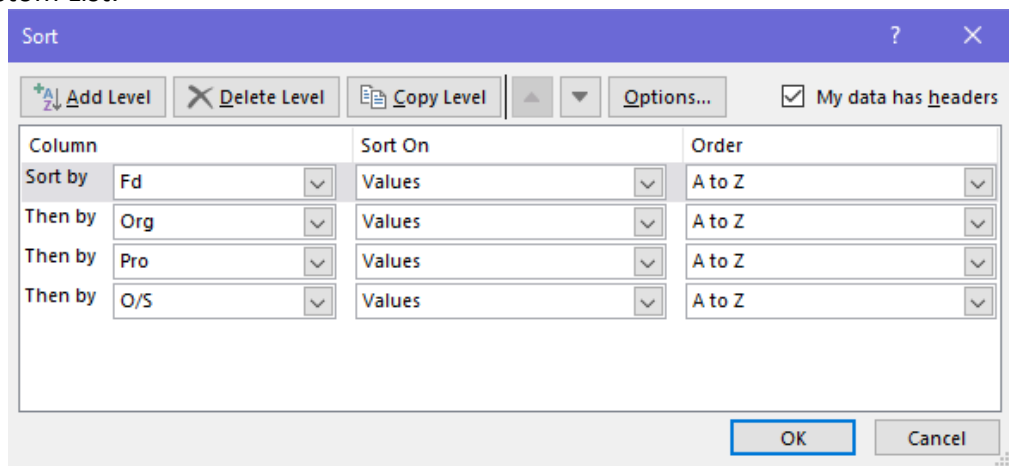 Sort ?
Add Level Delete Level Copy Level Options... My data has headers
Column Sort On Order
Sort by Fd Values A to Z
Then by Org Values A to Z
Then by Pro Values A to Z
Then by O/S Values A to Z
OK Cancel